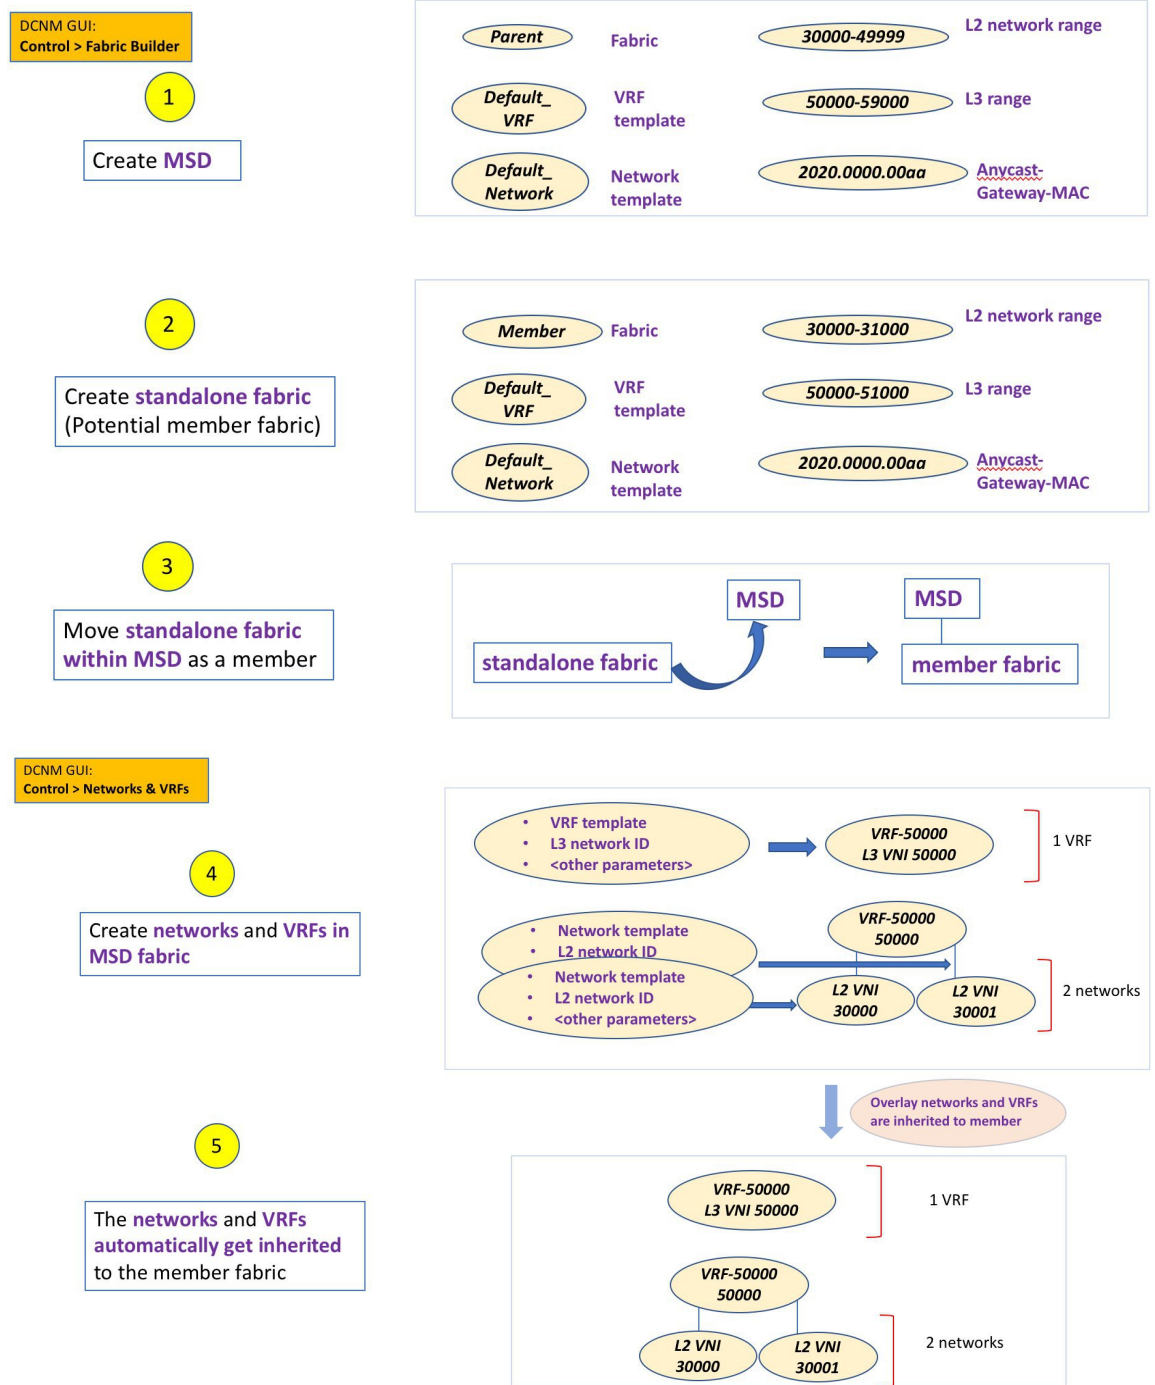 DCNM GUI:
Control > Fabric Builder
1
Create MSD
Parent
Fabric
30000-49999
L2 network range
Default_
VRF
VRF
template
50000-59000
L3 range
Default_
Network
Network
template
2020.0000.00aa
Anycast-
Gateway-MAC
2
Create standalone fabric
(Potential member fabric)
Member
Fabric
30000-31000
L2 network range
Default_
VRF
VRF
template
50000-51000
L3 range
Default_
Network
Network
template
2020.0000.00aa
Anycast-
Gateway-MAC
3
Move standalone fabric
within MSD as a member
standalone fabric
MSD
MSD
member fabric
DCNM GUI:
Control > Networks & VRFs
4
Create networks and VRFs in
MSD fabric
• VRF template
• L3 network ID
• <other parameters>
VRF-50000
L3 VNI 50000
1 VRF
• Network template
• L2 network ID
• Network template
• L2 network ID
• <other parameters>
VRF-50000
50000
L2 VNI
30000
L2 VNI
30001
2 networks
Overlay networks and VRFs
are inherited to member
5
The networks and VRFs
automatically get inherited
to the member fabric
VRF-50000
L3 VNI 50000
1 VRF
VRF-50000
50000
L2 VNI
30000
L2 VNI
30001
2 networks